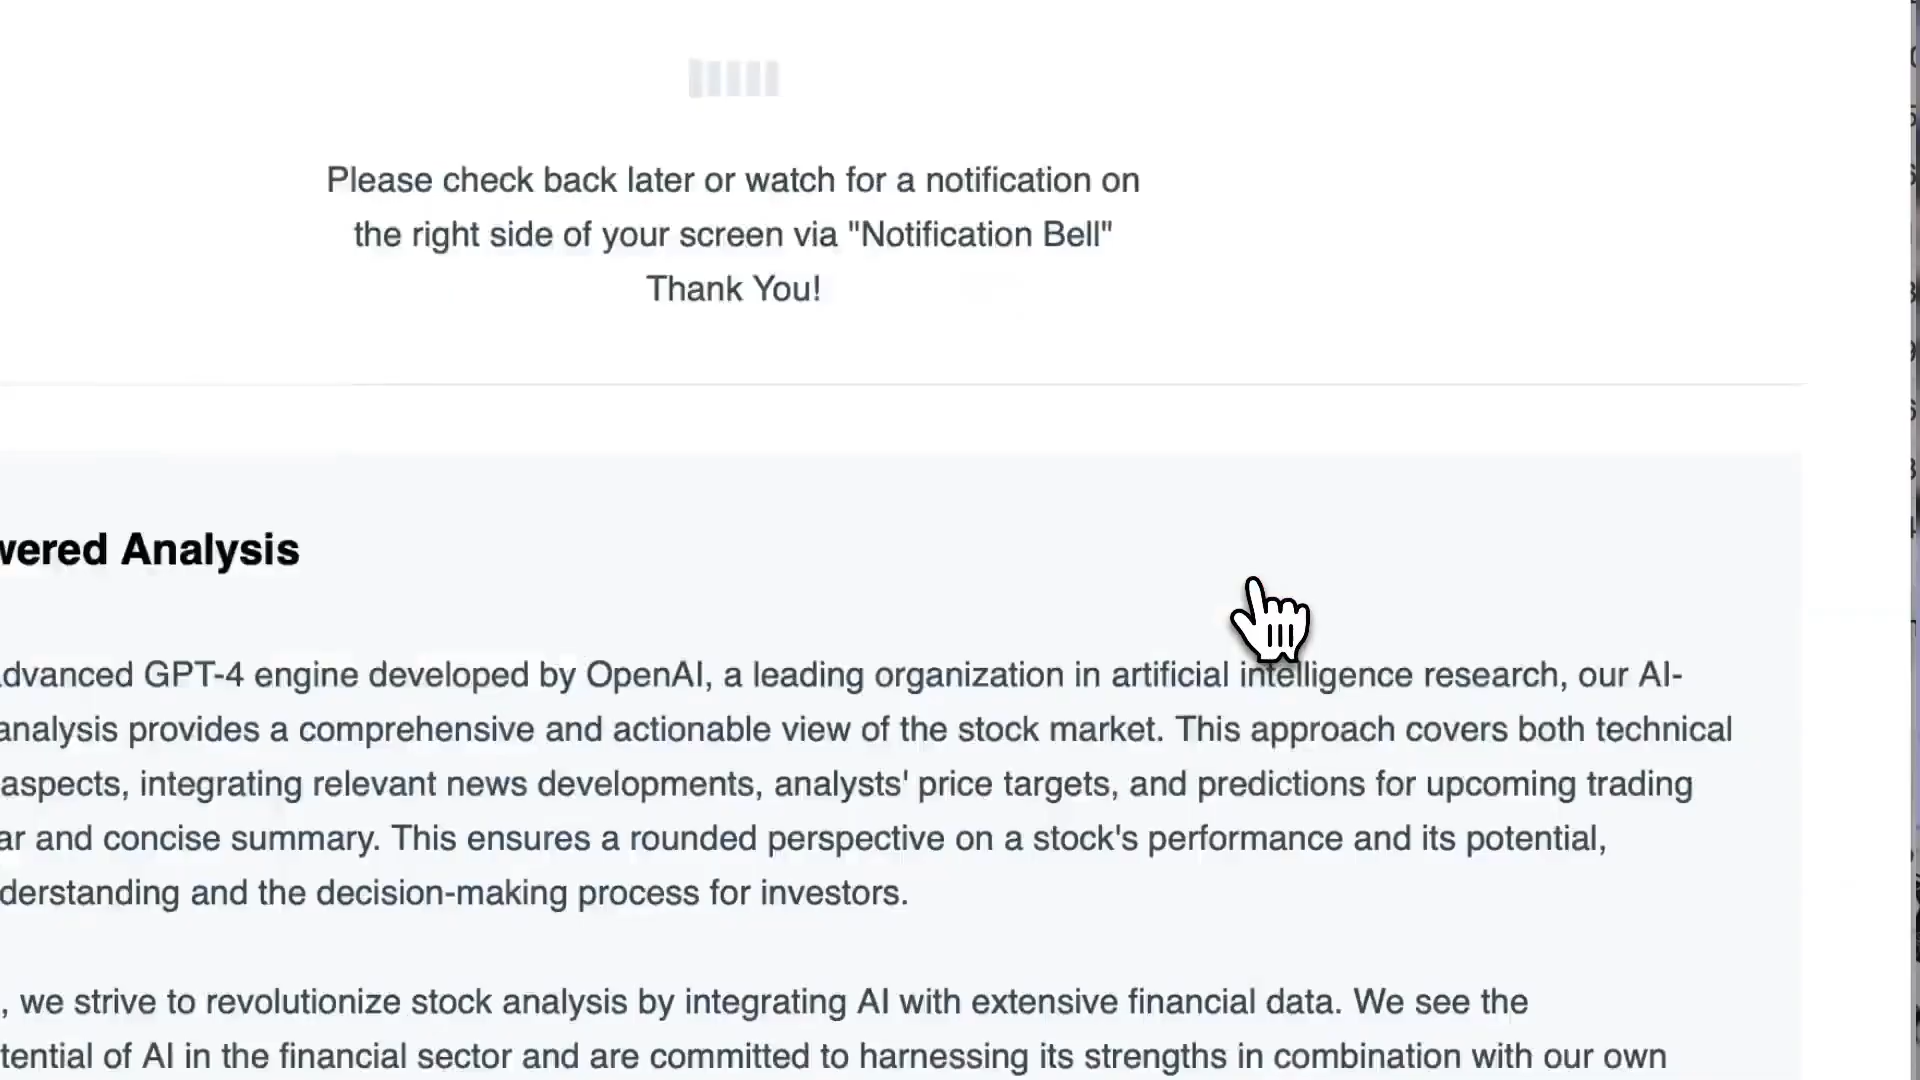 Please check back later or watch for a notification on
the right side of your screen via "Notification Bell"
Thank You!
wered Analysis
dvanced GPT-4 engine developed by OpenAI, a leading organization in artificial intelligence research, our AI-
analysis provides a comprehensive and actionable view of the stock market. This approach covers both technical
aspects, integrating relevant news developments, analysts' price targets, and predictions for upcoming trading
ar and concise summary. This ensures a rounded perspective on a stock's performance and its potential,
derstanding and the decision-making process for investors.
, we strive to revolutionize stock analysis by integrating AI with extensive financial data. We see the
tential of AI in the financial sector and are committed to harnessing its strengths in combination with our own